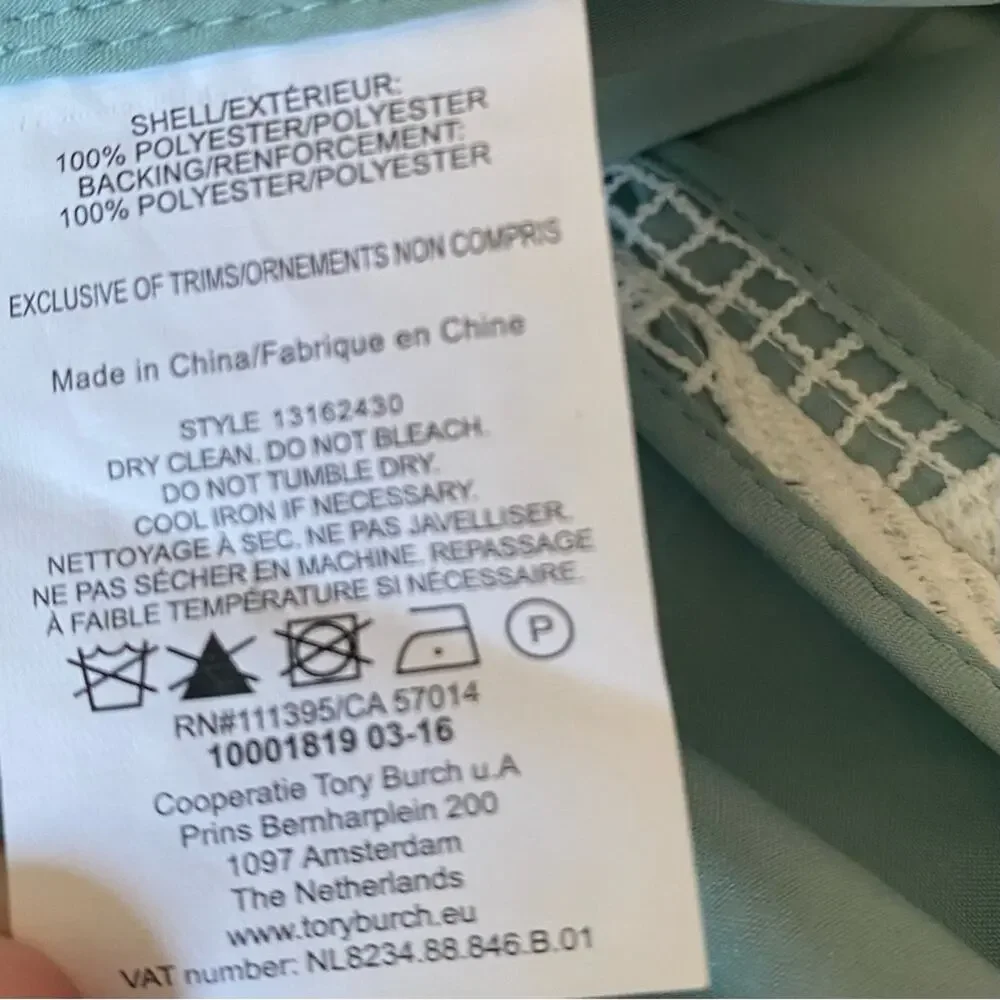 SHELL/EXTÉRIEUR:
100% POLYESTER/POLYESTER
BACKING/RENFORCEMENT:
100% POLYESTER/POLYESTER
EXCLUSIVE OF TRIMS/ORNEMENTS NON COMPRIS
Made in China/Fabrique en Chine
STYLE 13162430
DRY CLEAN. DO NOT BLEACH.
DO NOT TUMBLE DRY.
COOL IRON IF NECESSARY.
NETTOYAGE À SEC. NE PAS JAVELLISER.
NE PAS SÉCHER EN MACHINE. REPASSAGE
À FAIBLE TEMPÉRATURE SI NÉCESSAIRE.
P
RN#111395/CA 57014
10001819 03-16
Cooperatie Tory Burch u.A
Prins Bernharplein 200
1097 Amsterdam
The Netherlands
www.toryburch.eu
VAT number: NL8234.88.846.B.01